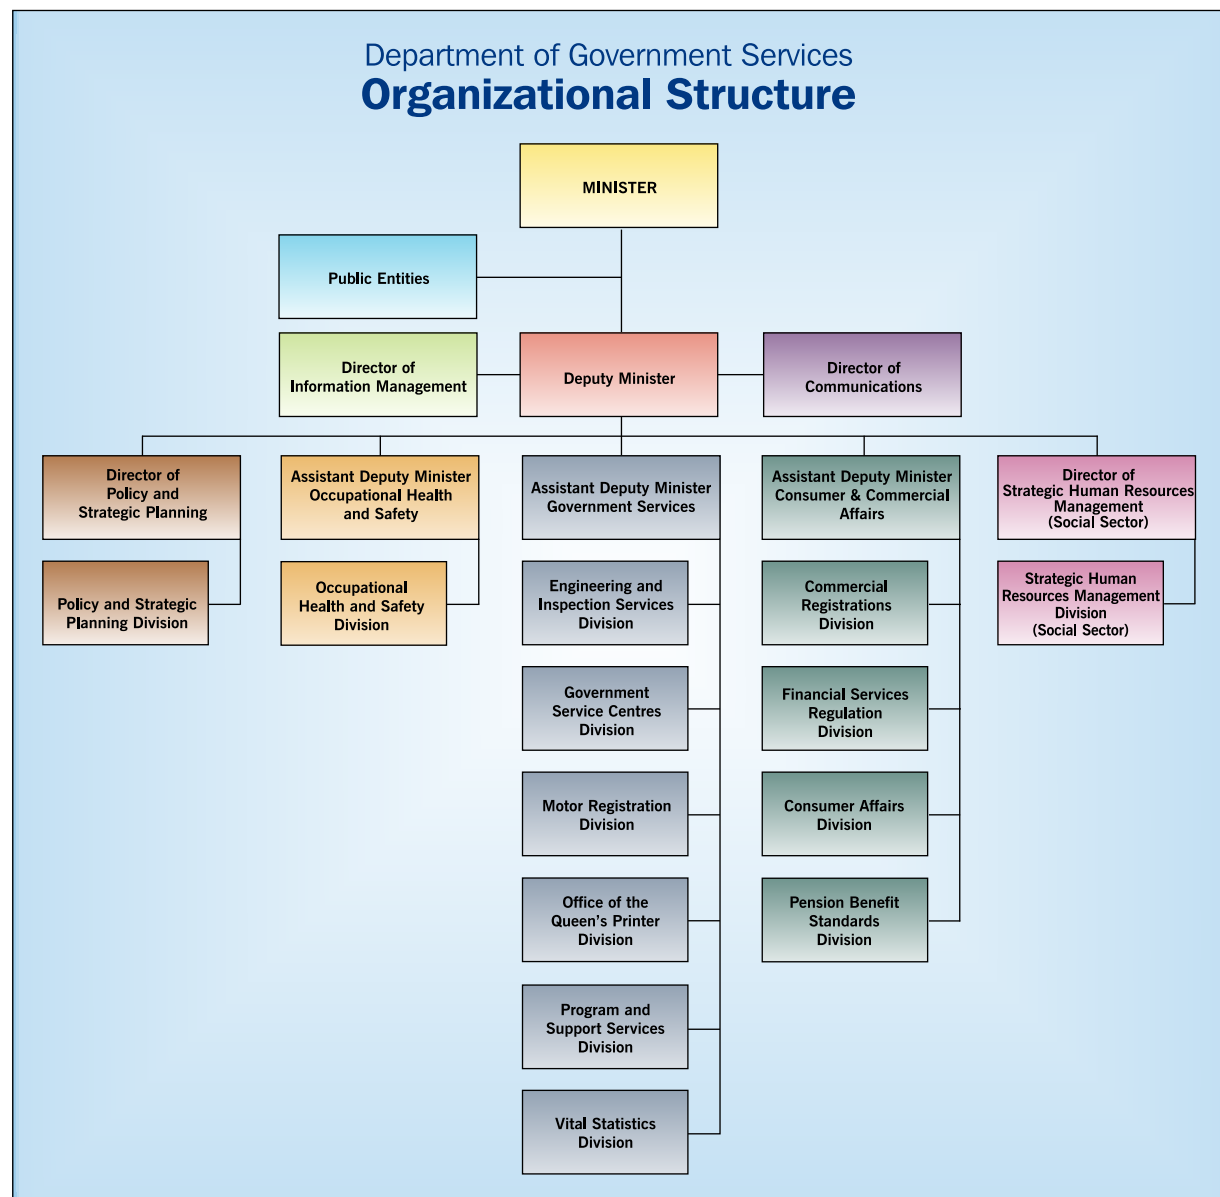 Department of Government Services
Organizational Structure
MINISTER
Public Entities
Director of
Information Management
Deputy Minister
Director of
Communications
Director of
Policy and
Strategic Planning
Assistant Deputy Minister
Occupational Health
and Safety
Assistant Deputy Minister
Government Services
Assistant Deputy Minister
Consumer & Commercial
Affairs
Director of
Strategic Human Resources
Management
(Social Sector)
Policy and Strategic
Planning Division
Occupational
Health and Safety
Division
Engineering and
Inspection Services
Division
Commercial
Registrations
Division
Strategic Human
Resources Management
Division
(Social Sector)
Government
Service Centres
Division
Financial Services
Regulation
Division
Motor Registration
Division
Consumer Affairs
Division
Office of the
Queen's Printer
Division
Pension Benefit
Standards
Division
Program and
Support Services
Division
Vital Statistics
Division